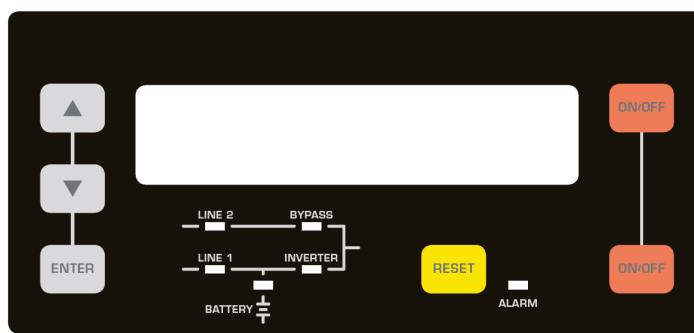 ON/OFF
LINE 2 BYPASS
LINE 1 INVERTER
ENTER RESET ON/OFF
BATTERY ALARM